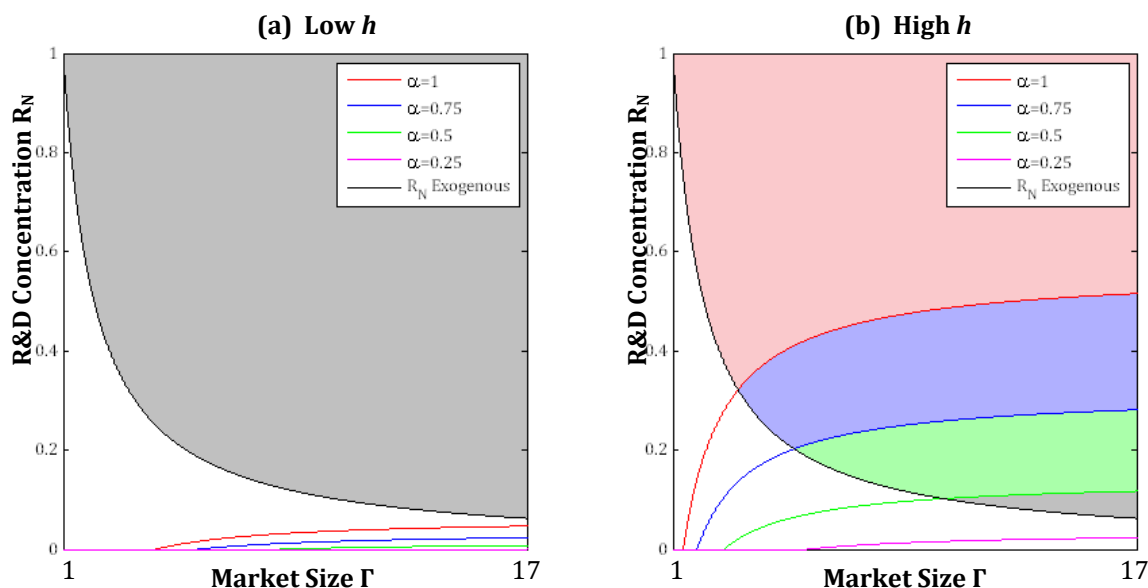 (a) Low h
R&D Concentration R_N
1
0.8
0.6
0.4
0.2
0
α=1
α=0.75
α=0.5
α=0.25
R_N Exogenous
1
Market Size Γ
17
(b) High h
R&D Concentration R_N
1
0.8
0.6
0.4
0.2
0
α=1
α=0.75
α=0.5
α=0.25
R_N Exogenous
1
Market Size Γ
17